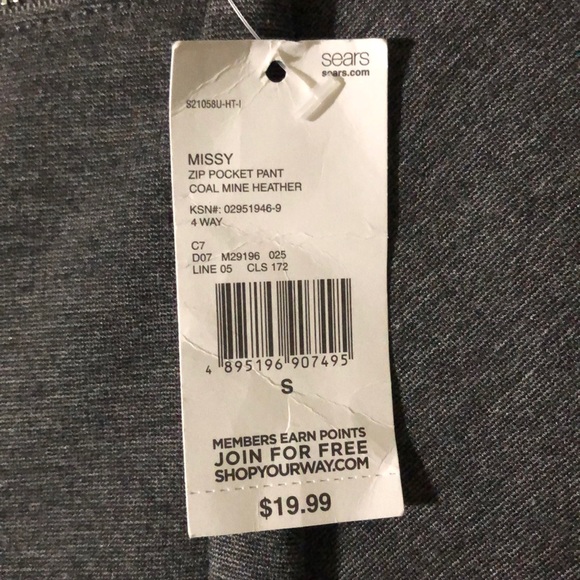 sears
sears.com
S21058U-HT-I
MISSY
ZIP POCKET PANT
COAL MINE HEATHER
KSN#: 02951946-9
4 WAY
C7
D07 M29196 025
LINE 05 CLS 172
4 895196 907495
S
MEMBERS EARN POINTS
JOIN FOR FREE
SHOPYOURWAY.COM
$19.99